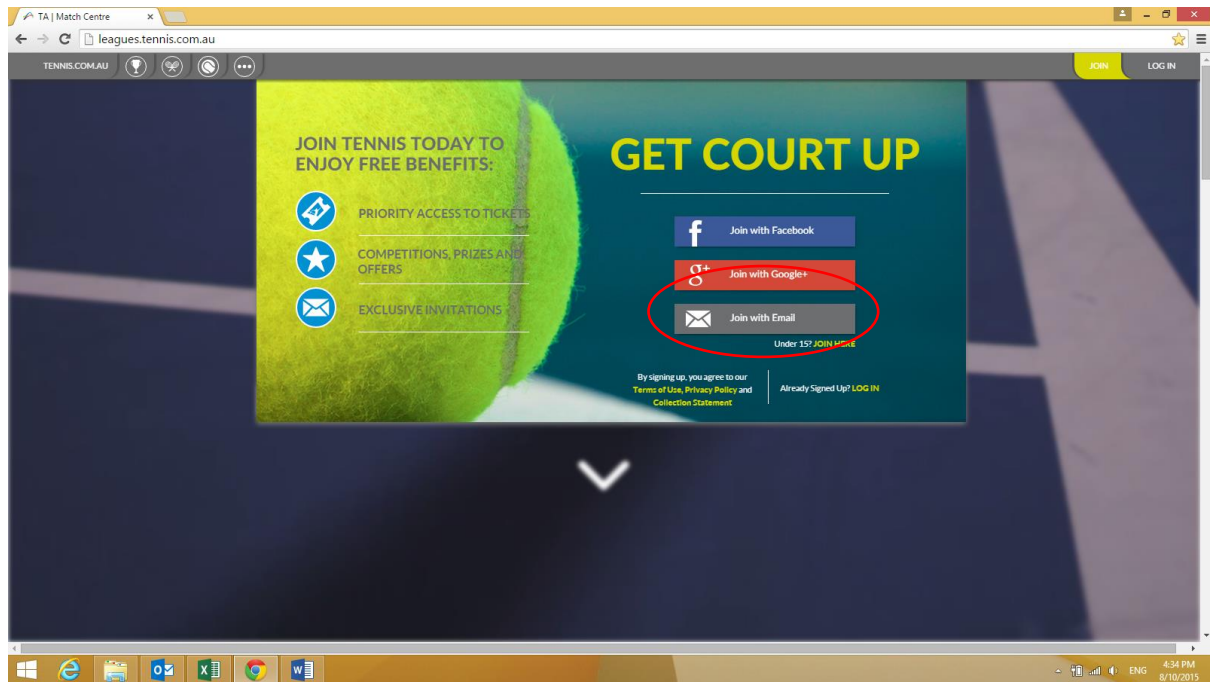 TA | Match Centre
leagues.tennis.com.au
TENNIS.COM.AU
JOIN
LOG IN
JOIN TENNIS TODAY TO
ENJOY FREE BENEFITS:
PRIORITY ACCESS TO TICKETS
COMPETITIONS, PRIZES AND
OFFERS
EXCLUSIVE INVITATIONS
GET COURT UP
f Join with Facebook
g+ Join with Google+
Join with Email
Under 15? JOIN HERE
By signing up, you agree to our
Terms of Use, Privacy Policy and
Collection Statement
Already Signed Up? LOG IN
ENG
4:34 PM
8/10/2015